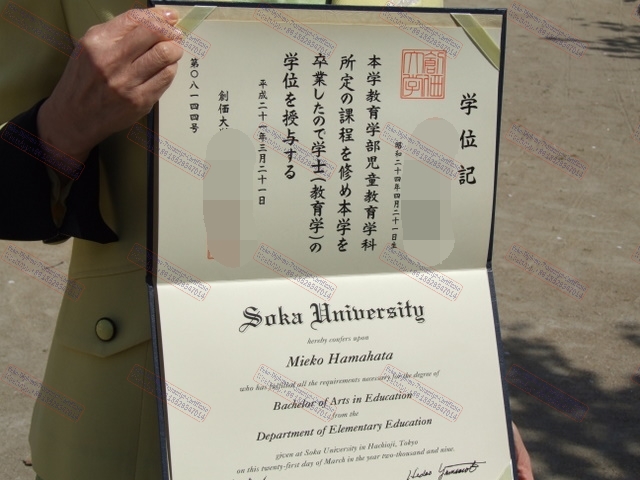 学位記
創価
大学
昭和二十四年四月二十一日生
本学教育学部児童教育学科
所定の課程を修め本学を
卒業したので学士(教育学)の
学位を授与する
平成二十一年三月二十一日
創価大
第〇八一四四号
Soka University
hereby confers upon
Mieko Hamahata
who has fulfilled all the requirements necessary for the degree of
Bachelor of Arts in Education
from the
Department of Elementary Education
given at Soka University in Hachioji, Tokyo
on this twenty-first day of March in the year two-thousand and nine.